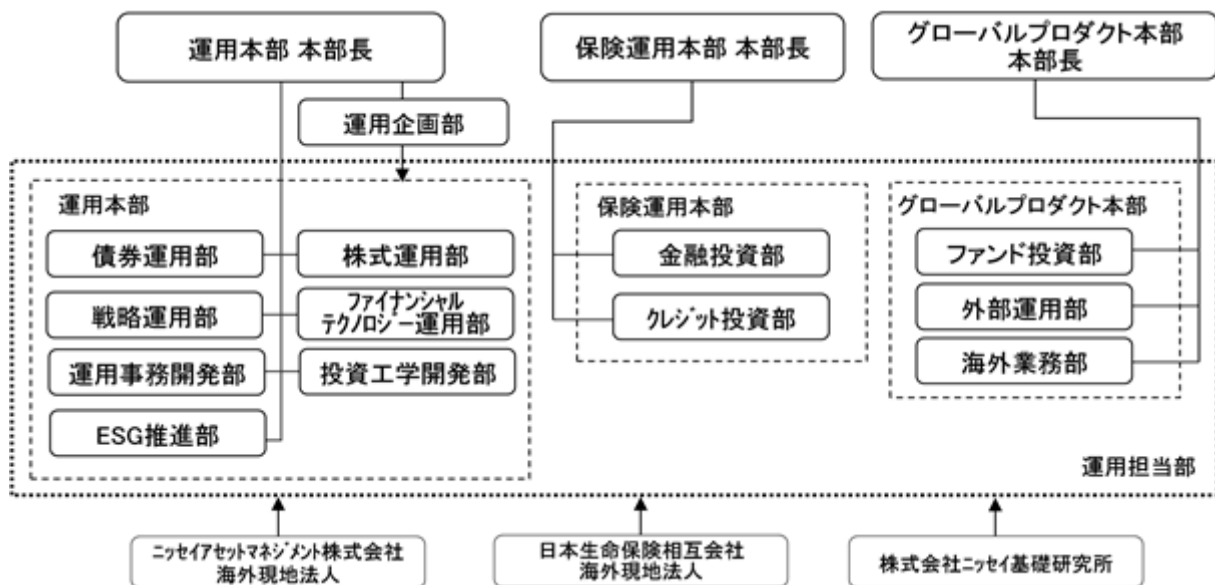 運用本部 本部長
保険運用本部 本部長
グローバルプロダクト本部
本部長
運用企画部
運用本部
債券運用部
株式運用部
戦略運用部
ファイナンシャル
テクノロジー運用部
運用事務開発部
投資工学開発部
ESG推進部
保険運用本部
金融投資部
クレジット投資部
グローバルプロダクト本部
ファンド投資部
外部運用部
海外業務部
運用担当部
ニッセイアセットマネジメント株式会社
海外現地法人
日本生命保険相互会社
海外現地法人
株式会社ニッセイ基礎研究所